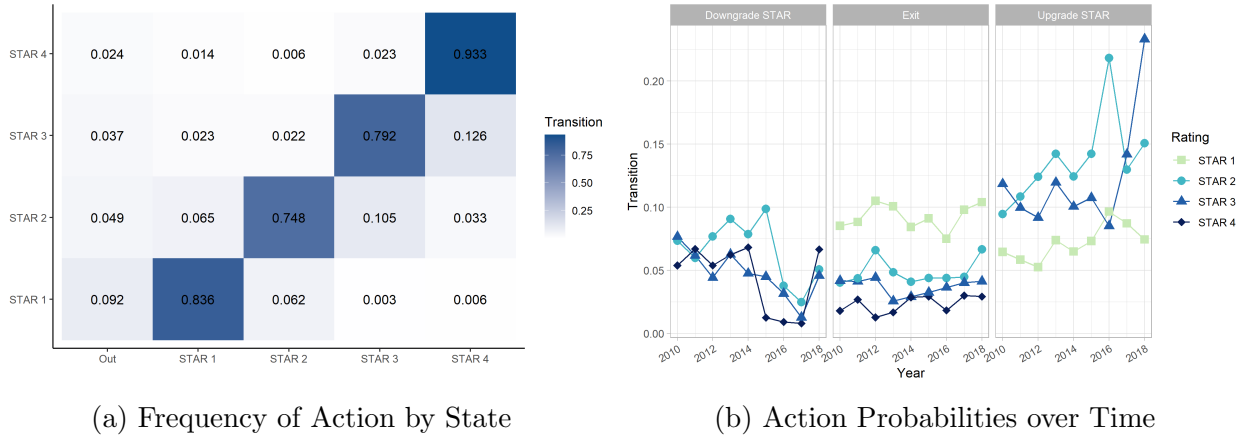 STAR 4
0.024 0.014 0.006 0.023 0.933
STAR 3
0.037 0.023 0.022 0.792 0.126
STAR 2
0.049 0.065 0.748 0.105 0.033
STAR 1
0.092 0.836 0.062 0.003 0.006
Out STAR 1 STAR 2 STAR 3 STAR 4
Transition
0.75
0.50
0.25
(a) Frequency of Action by State
Downgrade STAR Exit Upgrade STAR
Transition
0.20
0.15
0.10
0.05
0.00
2010 2012 2014 2016 2018 2010 2012 2014 2016 2018 2010 2012 2014 2016 2018
Year
Rating
STAR 1
STAR 2
STAR 3
STAR 4
(b) Action Probabilities over Time